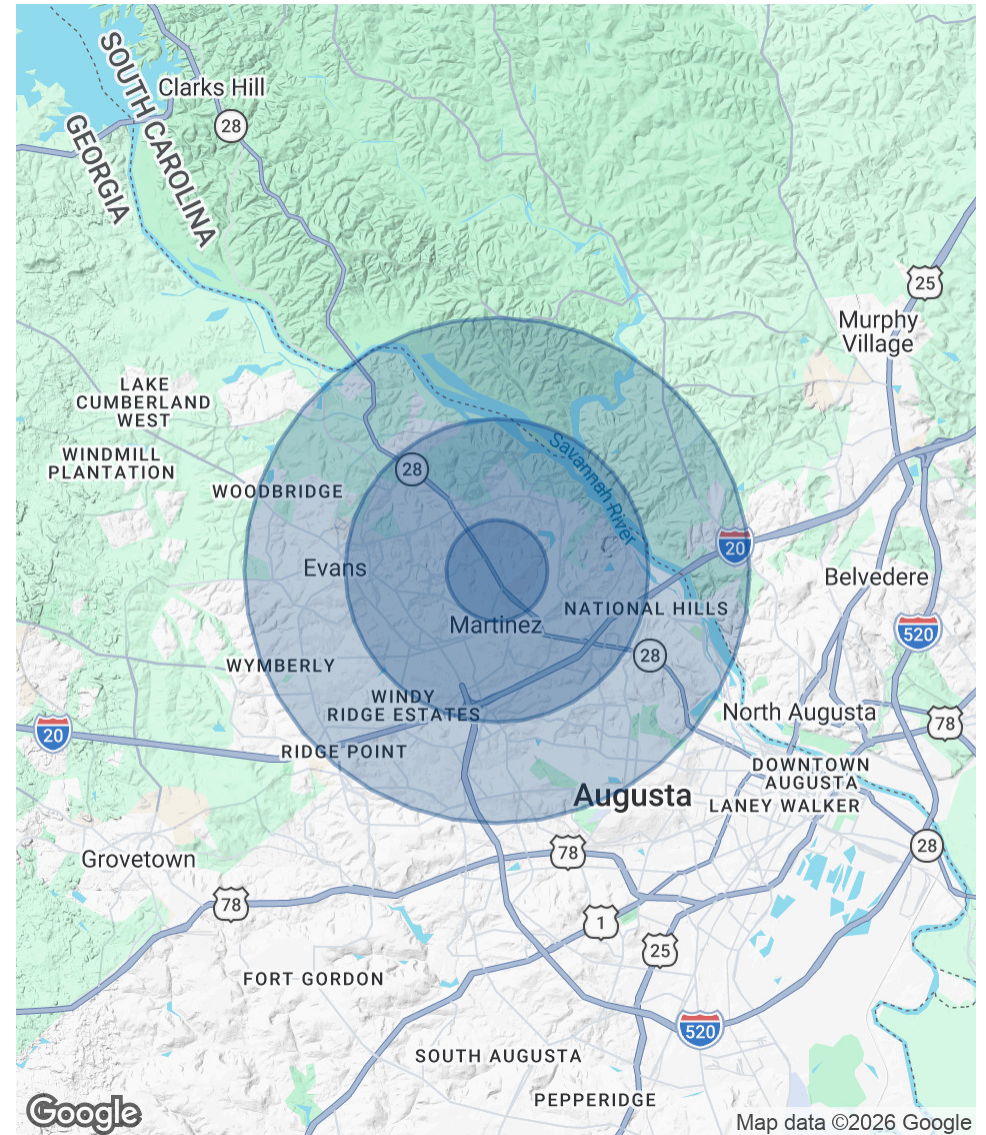 SOUTH CAROLINA
GEORGIA
Clarks Hill
28
25
Murphy
Village
LAKE
CUMBERLAND
WEST
WINDMILL
PLANTATION
28
WOODBRIDGE
Savannah River
20
Evans
Belvedere
NATIONAL HILLS
Martinez
520
28
WYMBERLY
WINDY
RIDGE ESTATES
North Augusta
78
20
RIDGE POINT
DOWNTOWN
AUGUSTA
Augusta
LANEY WALKER
28
78
Grovetown
78
1
25
FORT GORDON
520
SOUTH AUGUSTA
PEPPERIDGE
Google
Map data ©2026 Google